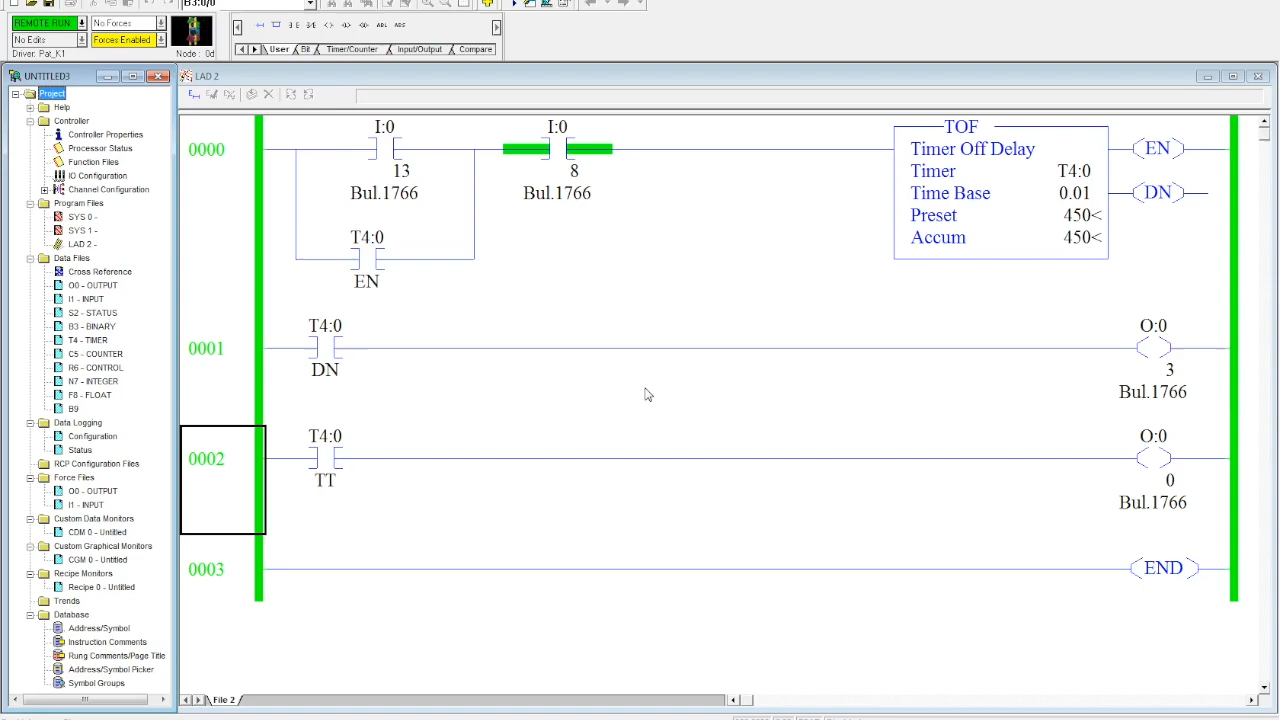 B3:0/0
REMOTE RUN
No Forces
No Edits
Forces Enabled
Driver: Pat_K1
Node : 0d
ABL ABS
User Bit Timer/Counter Input/Output Compare
UNTITLED3
LAD 2
Project
Help
Controller
Controller Properties
Processor Status
Function Files
IO Configuration
Channel Configuration
Program Files
SYS 0 -
SYS 1 -
LAD 2 -
Data Files
Cross Reference
O0 - OUTPUT
I1 - INPUT
S2 - STATUS
B3 - BINARY
T4 - TIMER
C5 - COUNTER
R6 - CONTROL
N7 - INTEGER
F8 - FLOAT
B9
Data Logging
Configuration
Status
RCP Configuration Files
Force Files
O0 - OUTPUT
I1 - INPUT
Custom Data Monitors
CDM 0 - Untitled
Custom Graphical Monitors
CGM 0 - Untitled
Recipe Monitors
Recipe 0 - Untitled
Trends
Database
Address/Symbol
Instruction Comments
Rung Comments/Page Title
Address/Symbol Picker
Symbol Groups
0000
I:0
13
Bul.1766
I:0
8
Bul.1766
T4:0
EN
TOF
Timer Off Delay
Timer T4:0
Time Base 0.01
Preset 450<
Accum 450<
EN
DN
0001
T4:0
DN
O:0
3
Bul.1766
0002
T4:0
TT
O:0
0
Bul.1766
0003
END
File 2